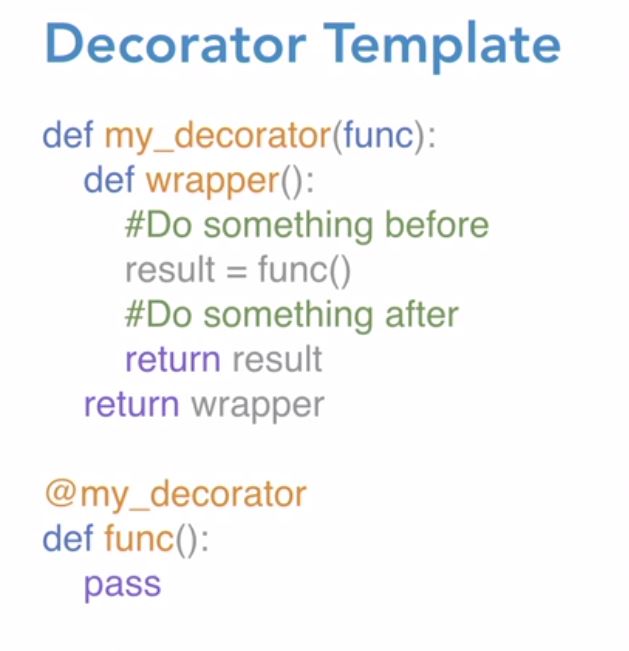 Decorator Template
def my_decorator(func):
    def wrapper():
        #Do something before
        result = func()
        #Do something after
        return result
    return wrapper
@my_decorator
def func():
    pass